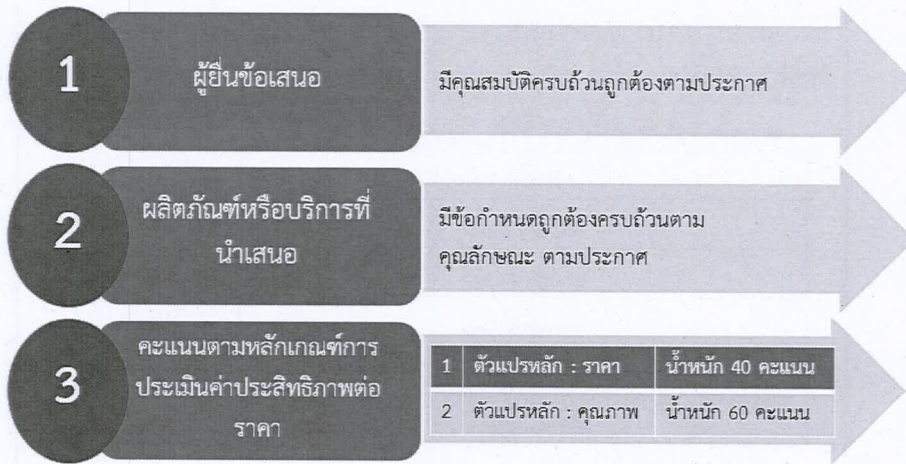 1
ผู้ยื่นข้อเสนอ
มีคุณสมบัติครบถ้วนถูกต้องตามประกาศ
2
ผลิตภัณฑ์หรือบริการที่
นำเสนอ
มีข้อกำหนดถูกต้องครบถ้วนตาม
คุณลักษณะ ตามประกาศ
3
คะแนนตามหลักเกณฑ์การ
ประเมินค่าประสิทธิภาพต่อ
ราคา
1 ตัวแปรหลัก : ราคา น้ำหนัก 40 คะแนน
2 ตัวแปรหลัก : คุณภาพ น้ำหนัก 60 คะแนน